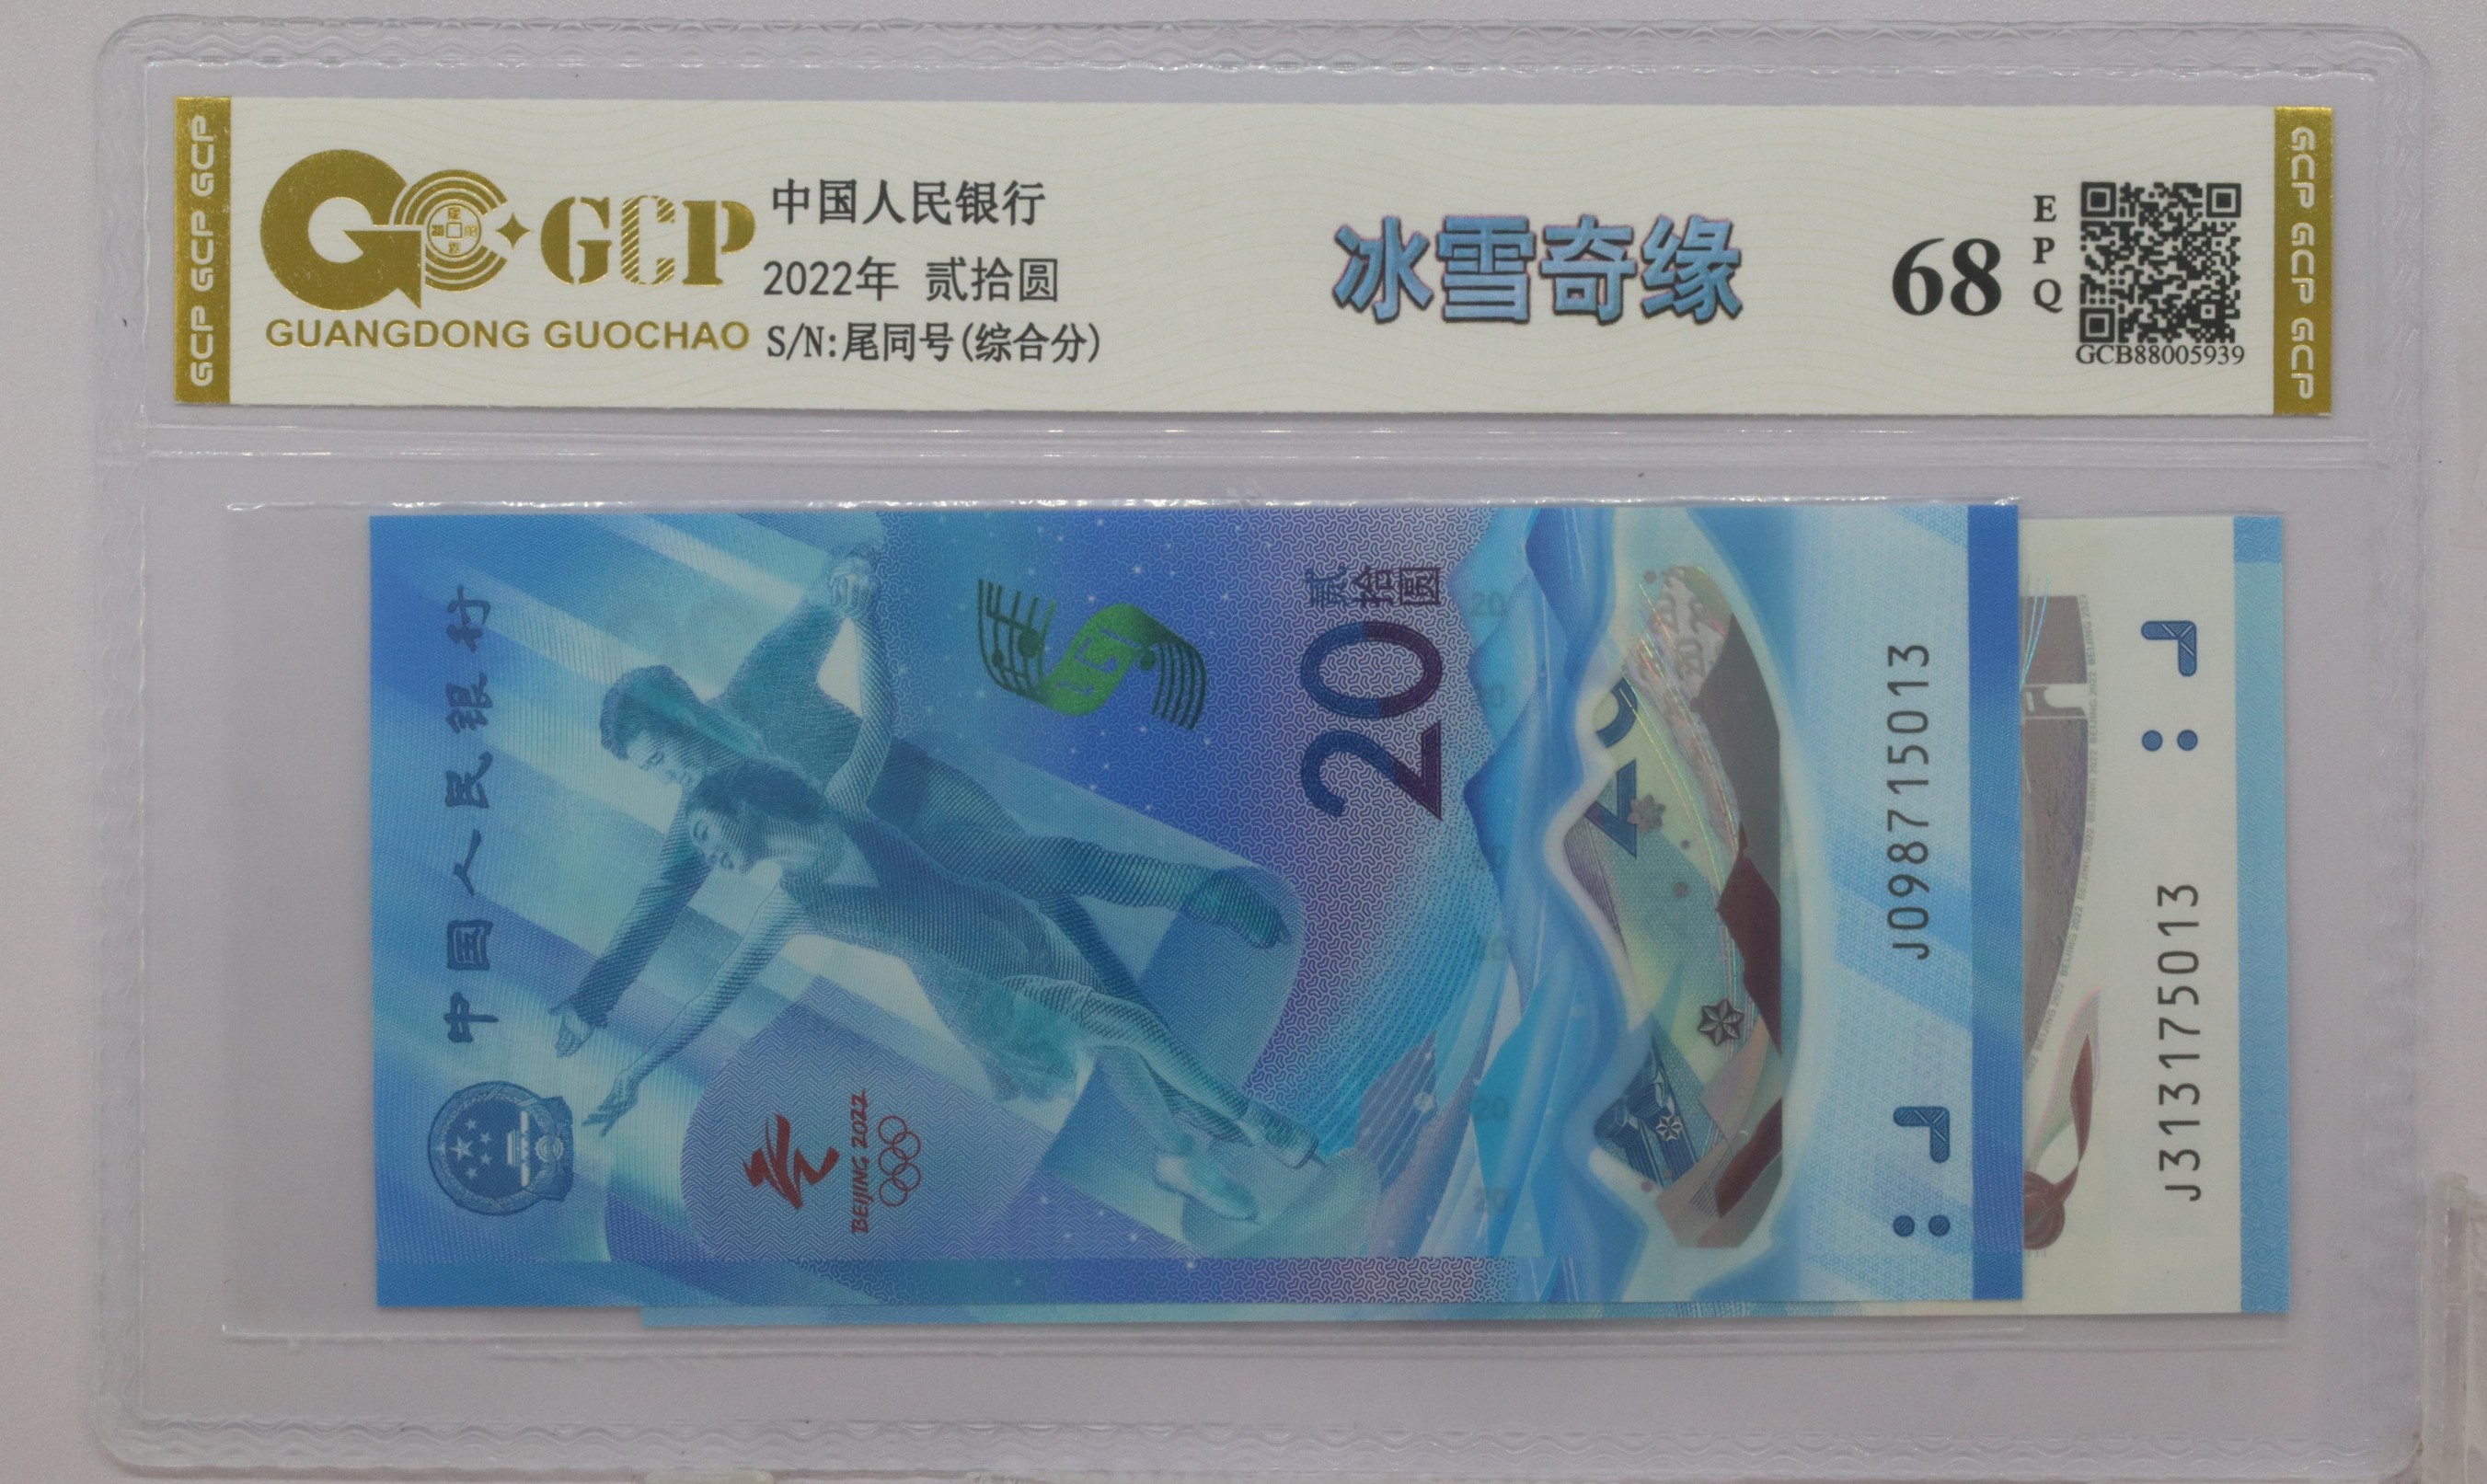 GCP GCP GCP
GCP
GUANGDONG GUOCHAO
中国人民银行
2022年 贰拾圆
S/N:尾同号(综合分)
冰雪奇缘
68
EPQ
GCB88005939
GCP GCP GCP
中国人民银行
BEIJING 2022
贰拾圆
20
J098715013
J313175013